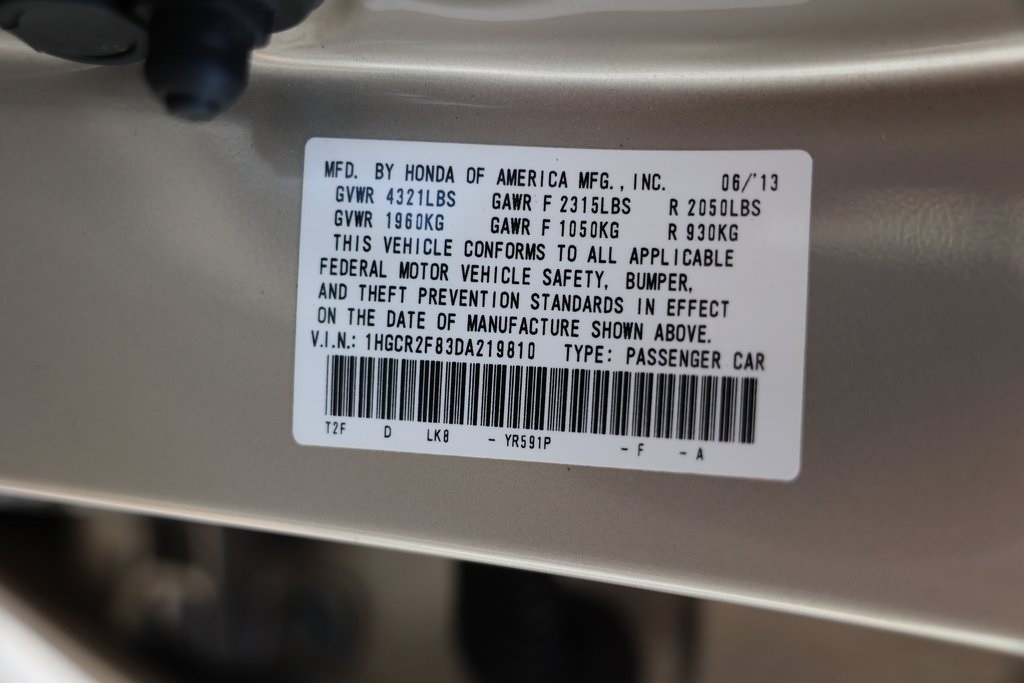 MFD. BY HONDA OF AMERICA MFG., INC. 06/'13
GVWR 4321LBS GAWR F 2315LBS R 2050LBS
GVWR 1960KG GAWR F 1050KG R 930KG
THIS VEHICLE CONFORMS TO ALL APPLICABLE
FEDERAL MOTOR VEHICLE SAFETY, BUMPER,
AND THEFT PREVENTION STANDARDS IN EFFECT
ON THE DATE OF MANUFACTURE SHOWN ABOVE.
V.I.N.: 1HGCR2F83DA219810 TYPE: PASSENGER CAR
T2F D LK8 - YR591P - F - A